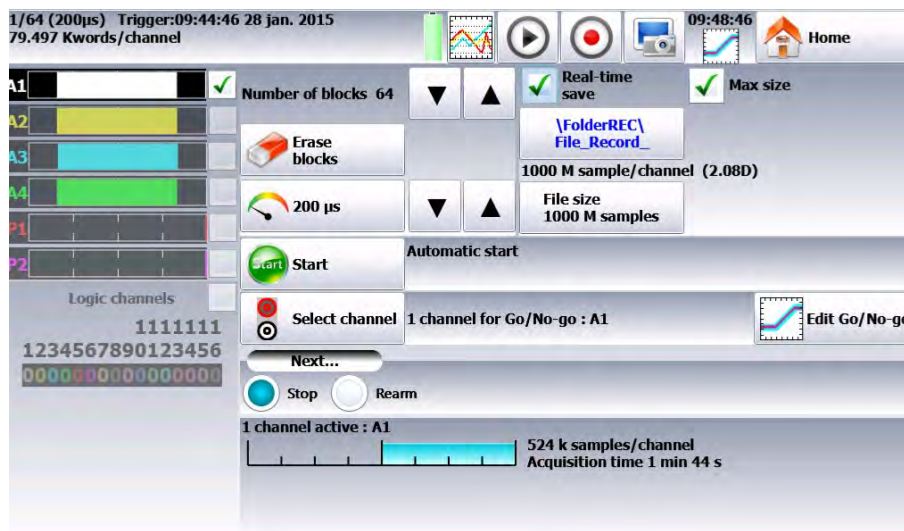 1/64 (200µs) Trigger:09:44:46 28 jan. 2015
79.497 Kwords/channel
09:48:46
Home
A1
A2
A3
A4
P1
P2
Logic channels
1111111
1234567890123456
0000000000000000
Number of blocks 64
Real-time
save
Max size
Erase
blocks
\FolderREC\
File_Record_
1000 M sample/channel (2.08D)
200 µs
File size
1000 M samples
Start
Start
Automatic start
Select channel
1 channel for Go/No-go : A1
Edit Go/No-go
Next...
Stop
Rearm
1 channel active : A1
524 k samples/channel
Acquisition time 1 min 44 s